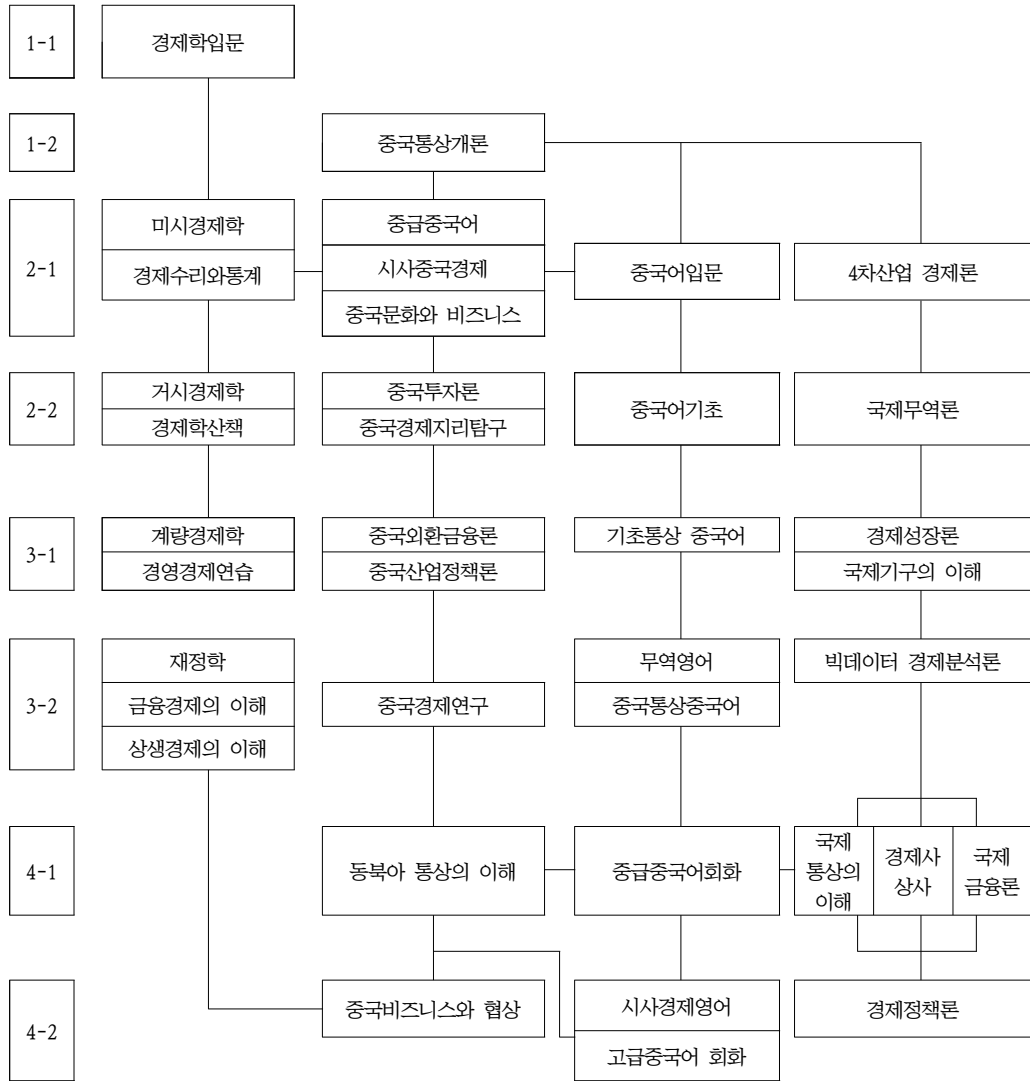 1-1
경제학입문
1-2
중국통상개론
2-1
미시경제학
경제수리와통계
중급중국어
시사중국경제
중국문화와 비즈니스
중국어입문
4차산업 경제론
2-2
거시경제학
경제학산책
중국투자론
중국경제지리탐구
중국어기초
국제무역론
3-1
계량경제학
경영경제연습
중국외환금융론
중국산업정책론
기초통상 중국어
경제성장론
국제기구의 이해
3-2
재정학
금융경제의 이해
상생경제의 이해
중국경제연구
무역영어
중국통상중국어
빅데이터 경제분석론
4-1
동북아 통상의 이해
중급중국어회화
국제
통상의
이해
경제사
상사
국제
금융론
4-2
중국비즈니스와 협상
시사경제영어
고급중국어 회화
경제정책론